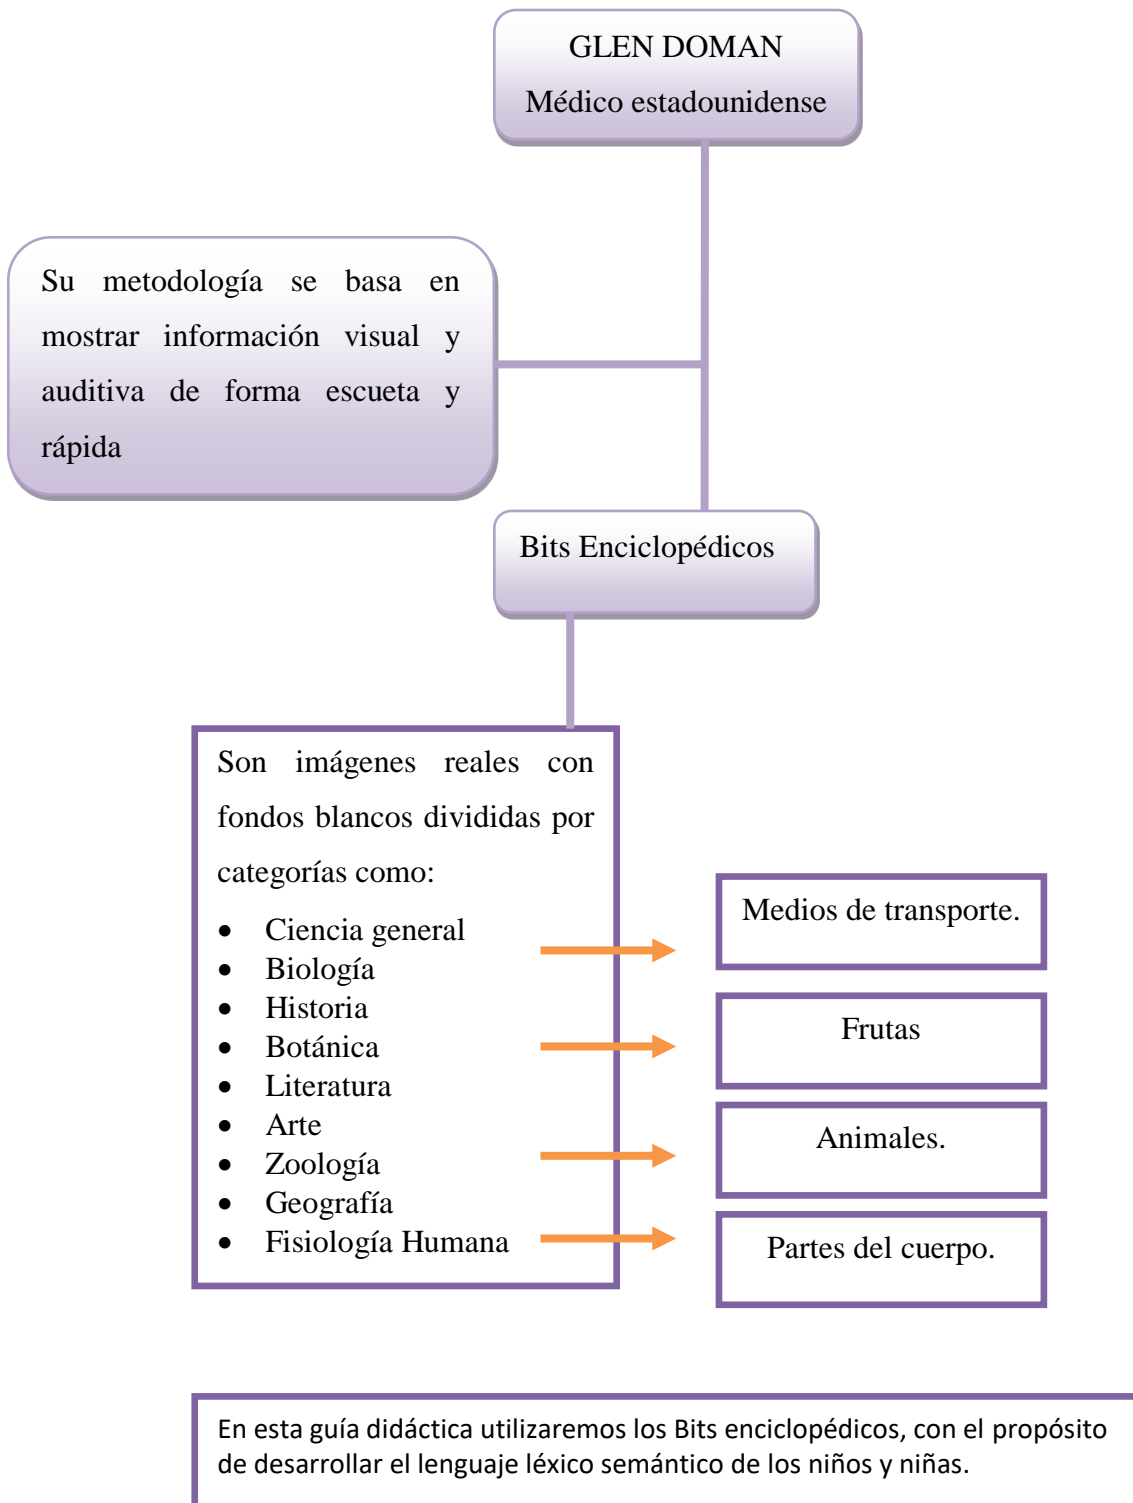 GLEN DOMAN
Médico estadounidense
Su metodología se basa en
mostrar información visual y
auditiva de forma escueta y
rápida
Bits Enciclopédicos
Son imágenes reales con
fondos blancos divididas por
categorías como:
• Ciencia general
• Biología
• Historia
• Botánica
• Literatura
• Arte
• Zoología
• Geografía
• Fisiología Humana
Medios de transporte.
Frutas
Animales.
Partes del cuerpo.
En esta guía didáctica utilizaremos los Bits enciclopédicos, con el propósito
de desarrollar el lenguaje léxico semántico de los niños y niñas.